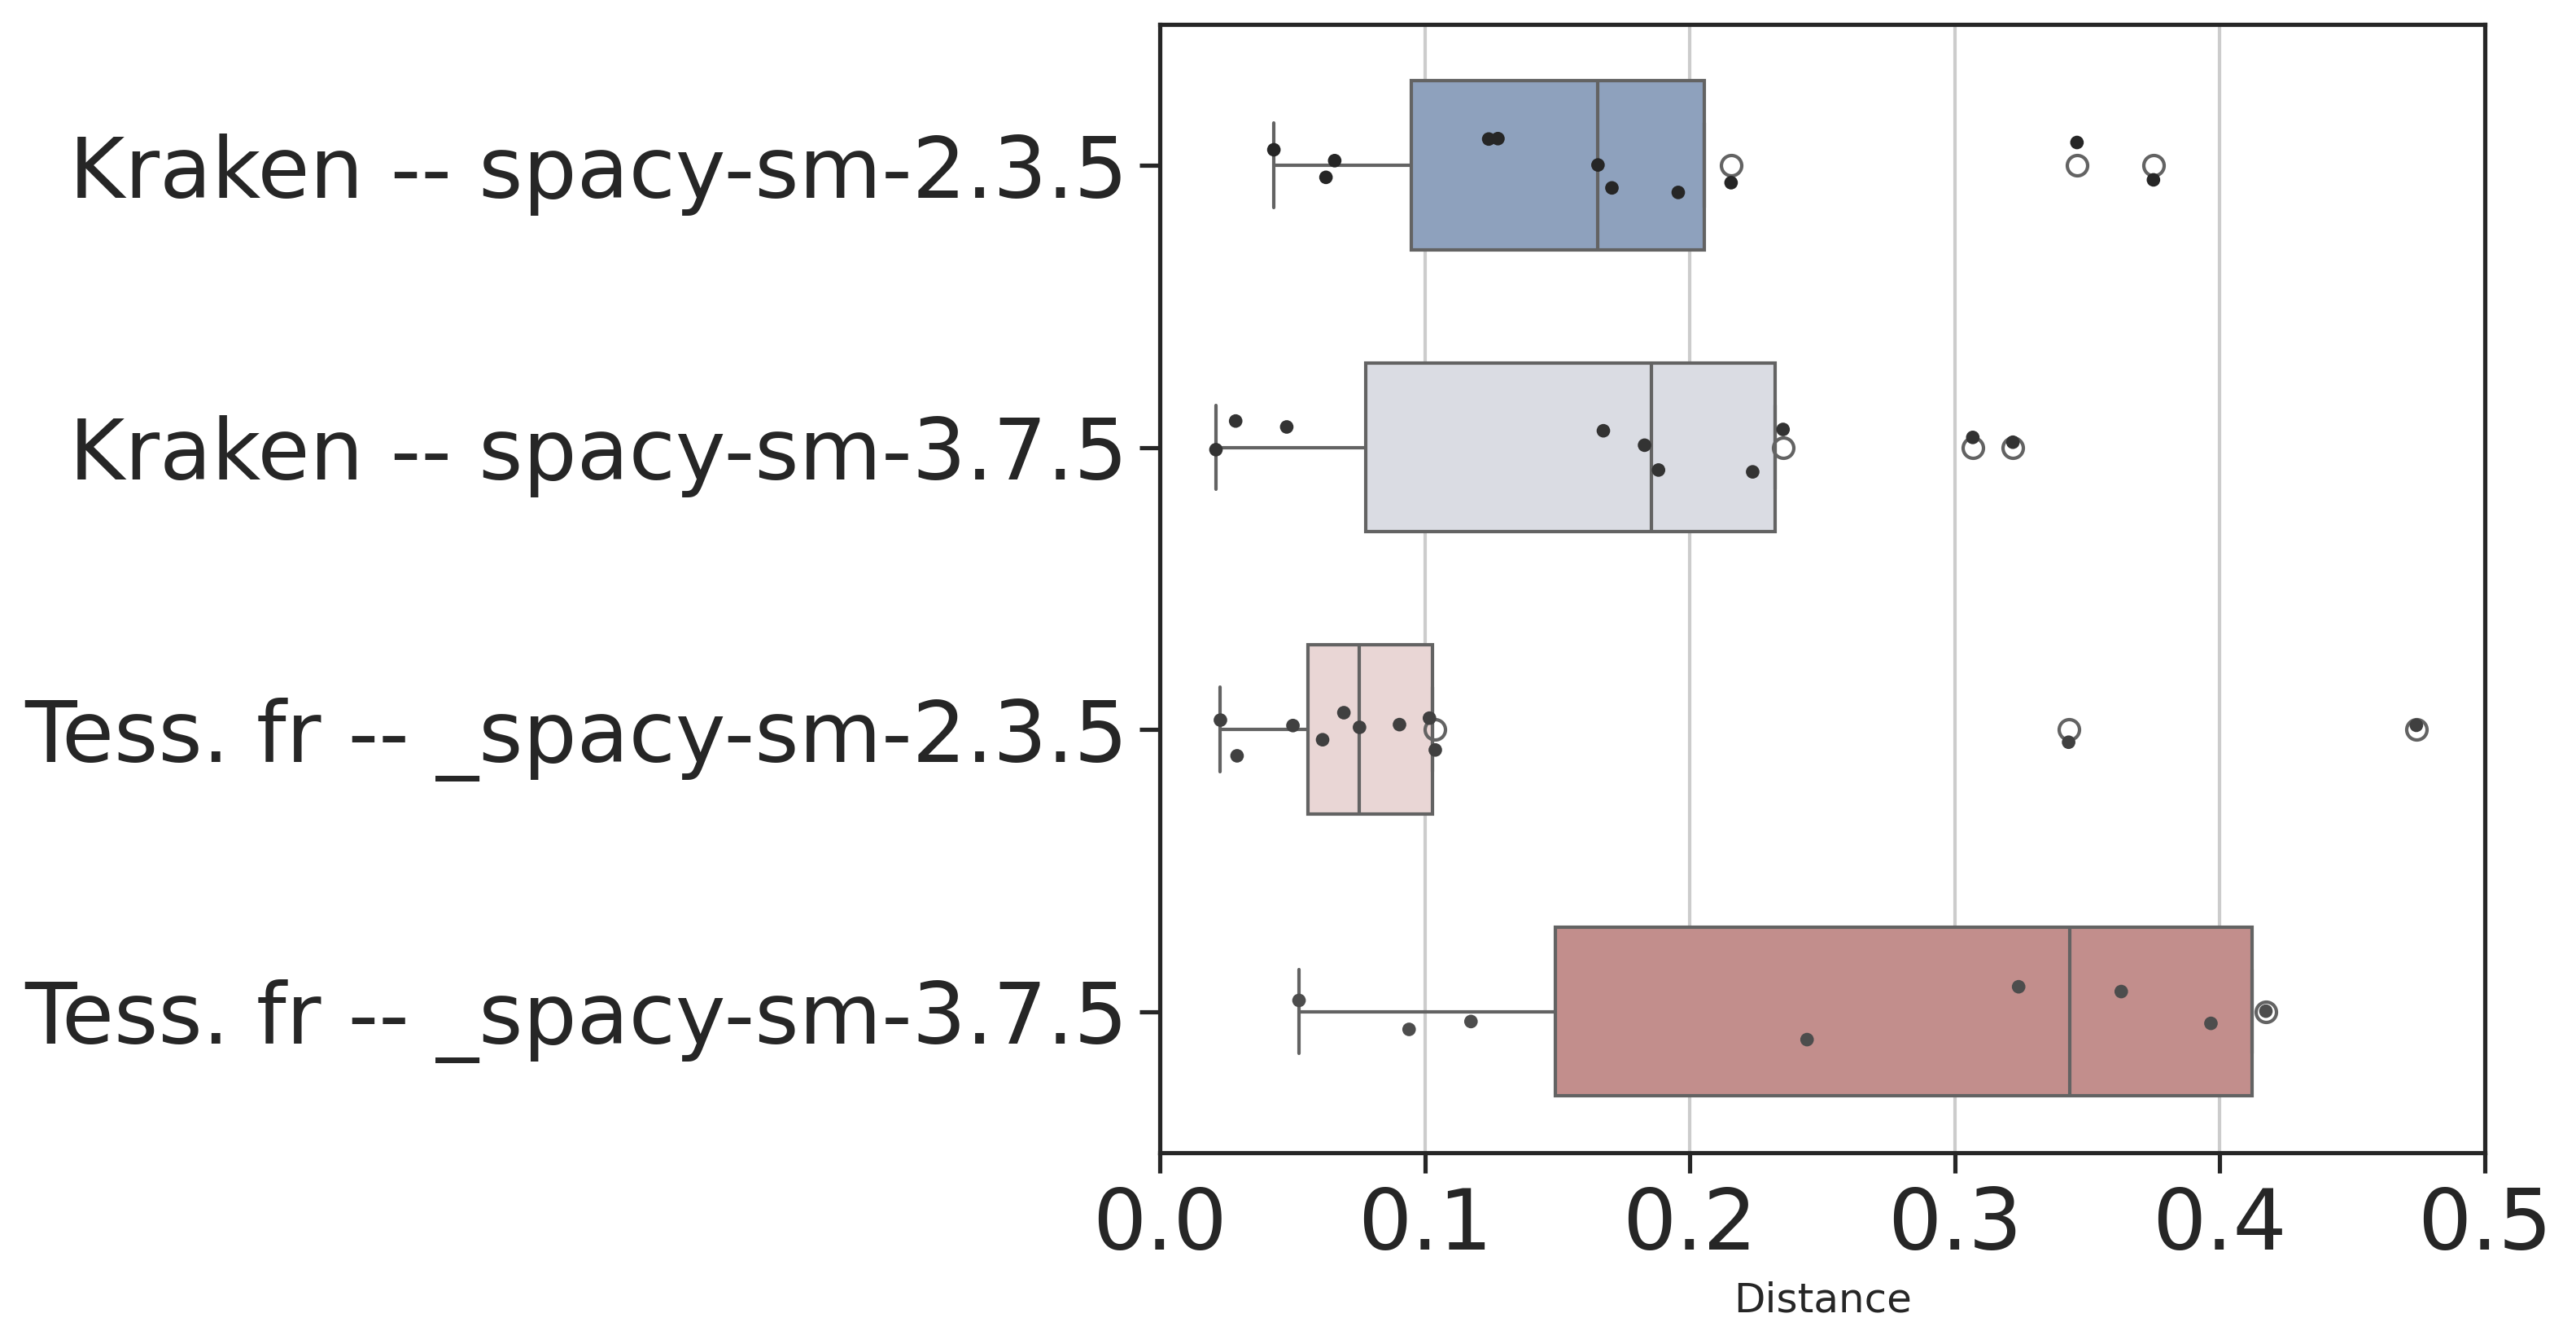 Kraken -- spacy-sm-2.3.5
Kraken -- spacy-sm-3.7.5
Tess. fr -- _spacy-sm-2.3.5
Tess. fr -- _spacy-sm-3.7.5
0.0 0.1 0.2 0.3 0.4 0.5
Distance